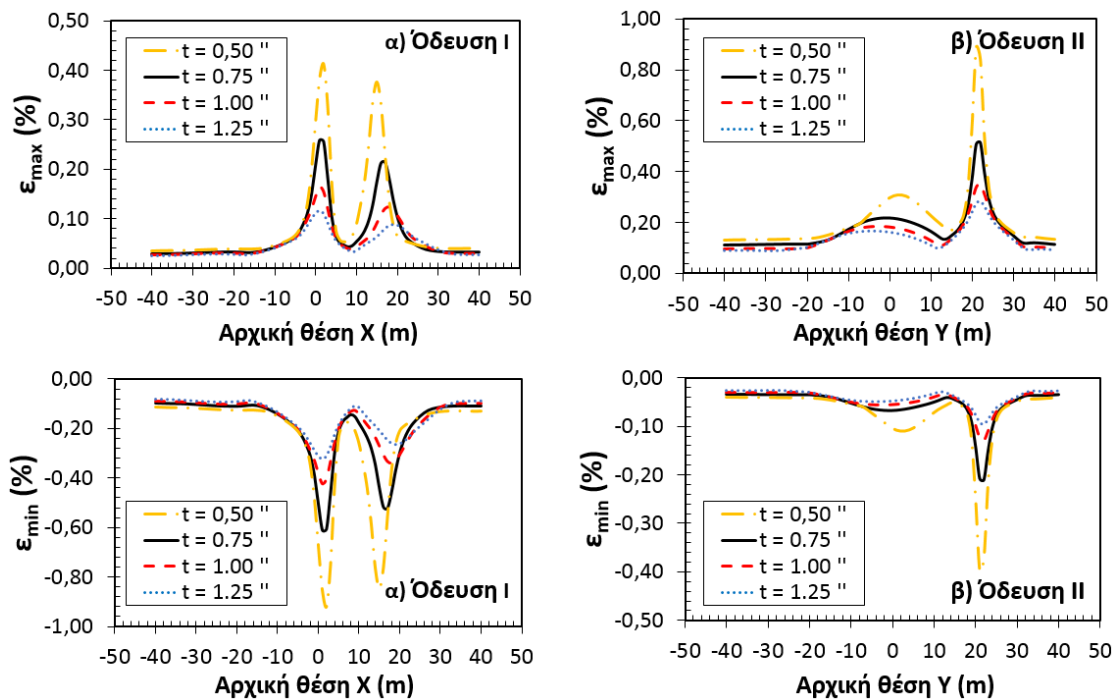 0,50
0,40
0,30
0,20
0,10
0,00
εmax (%)
t = 0,50 "
t = 0.75 "
t = 1.00 "
t = 1.25 "
α) Όδευση I
-50 -40 -30 -20 -10 0 10 20 30 40 50
Αρχική θέση X (m)
1,00
0,80
0,60
0,40
0,20
0,00
εmax (%)
t = 0,50 "
t = 0.75 "
t = 1.00 "
t = 1.25 "
β) Όδευση II
-50 -40 -30 -20 -10 0 10 20 30 40 50
Αρχική θέση Y (m)
0,00
-0,20
-0,40
-0,60
-0,80
-1,00
εmin (%)
t = 0,50 "
t = 0.75 "
t = 1.00 "
t = 1.25 "
α) Όδευση I
-50 -40 -30 -20 -10 0 10 20 30 40 50
Αρχική θέση X (m)
0,00
-0,10
-0,20
-0,30
-0,40
-0,50
εmin (%)
t = 0,50 "
t = 0.75 "
t = 1.00 "
t = 1.25 "
β) Όδευση II
-50 -40 -30 -20 -10 0 10 20 30 40 50
Αρχική θέση Y (m)